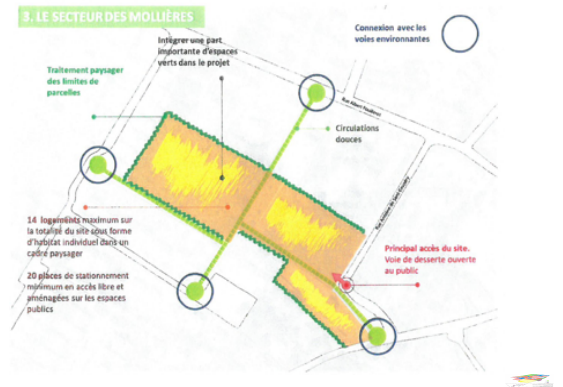 3. LE SECTEUR DES MOLLIÈRES
Intégrer une part
importante d'espaces
verts dans le projet
Connexion avec les
voies environnantes
Traitement paysager
des limites de
parcelles
Rue Albert
Circulations
douces
14 logements maximum sur
la totalité du site sous forme
d'habitat individuel dans un
cadre paysager
20 places de stationnement
minimum en accès libre et
aménagées sur les espaces
publics
Principal accès du site.
Voie de desserte ouverte
au public